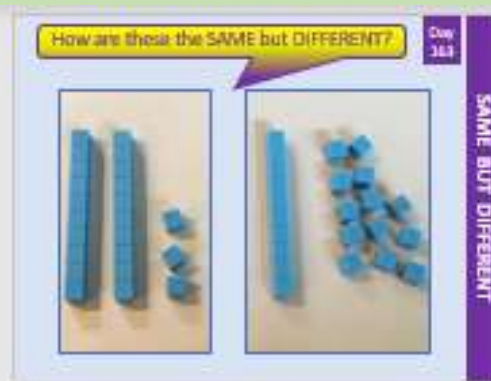 How are these the SAME but DIFFERENT?
Day
163
SAME BUT DIFFERENT